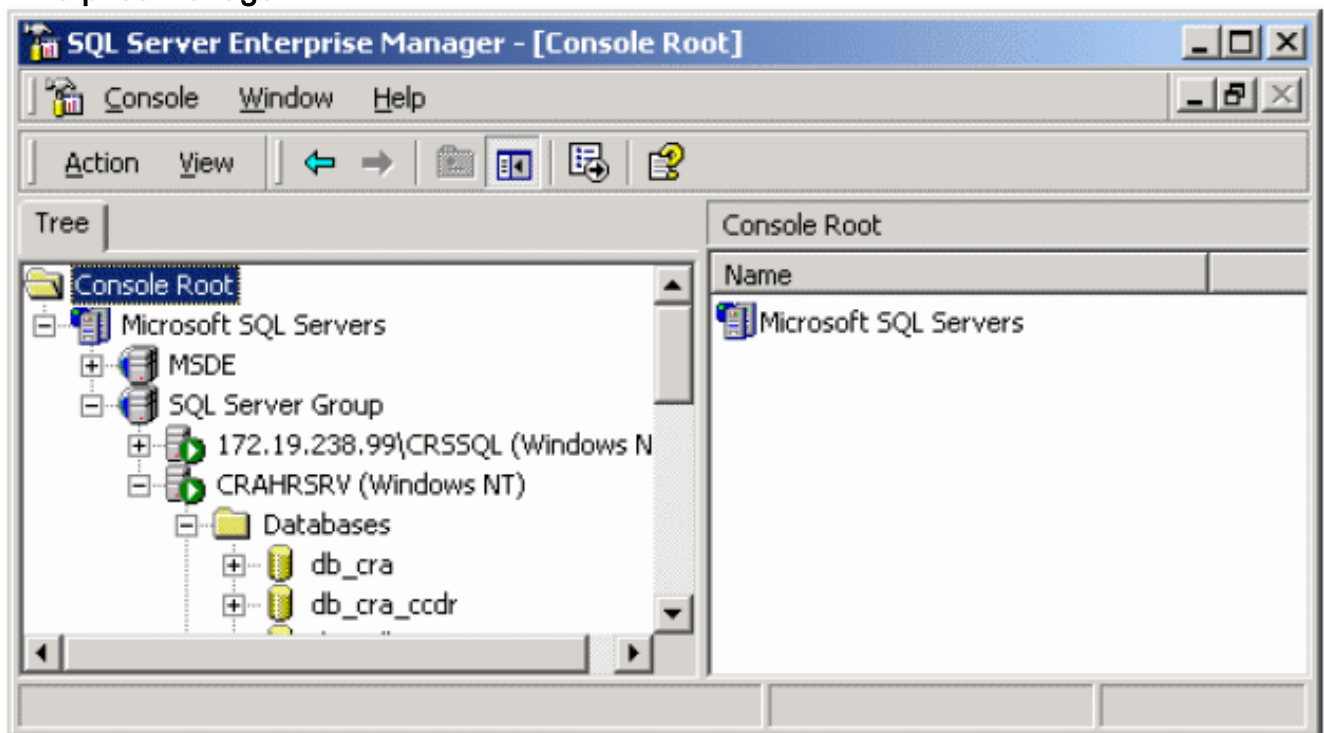 SQL Server Enterprise Manager - [Console Root]
Console Window Help
Action View
Tree
Console Root
Console Root
Name
Microsoft SQL Servers
Microsoft SQL Servers
MSDE
SQL Server Group
172.19.238.99\CRSSQL (Windows N
CRAHRSRV (Windows NT)
Databases
db_cra
db_cra_ccdr